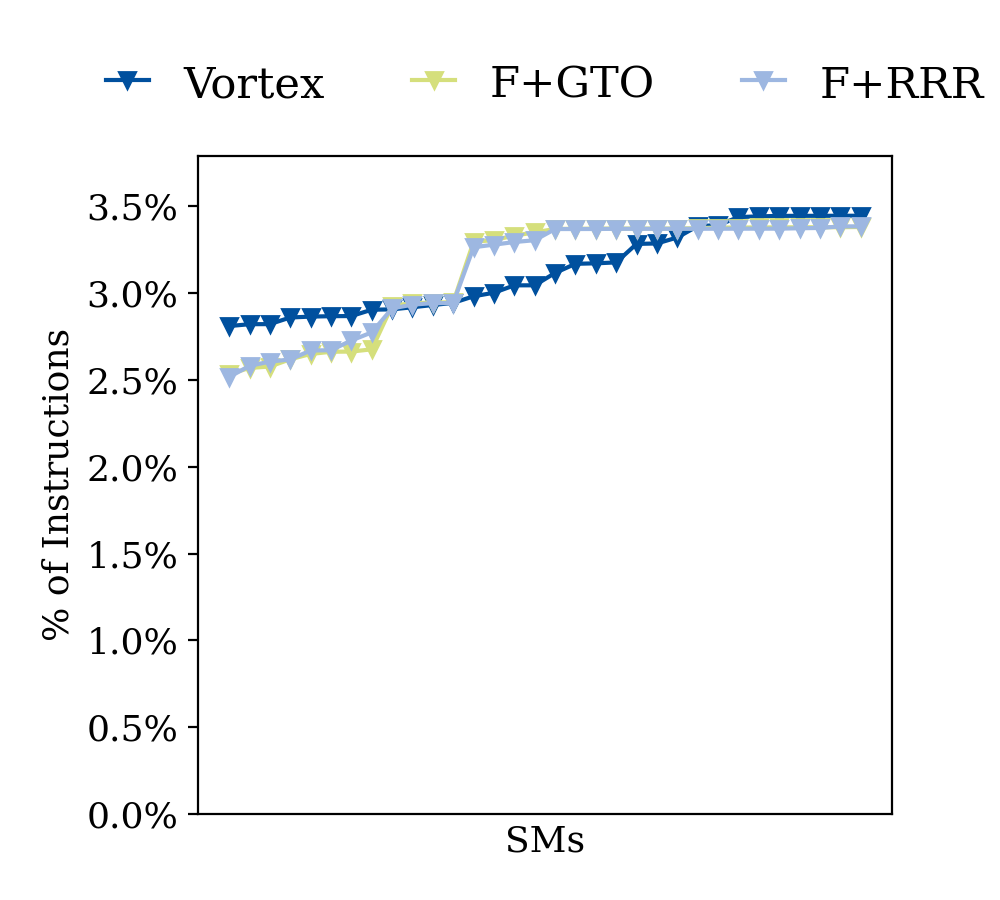 Vortex F+GTO F+RRR
3.5%
3.0%
2.5%
2.0%
1.5%
1.0%
0.5%
0.0%
% of Instructions
SMs